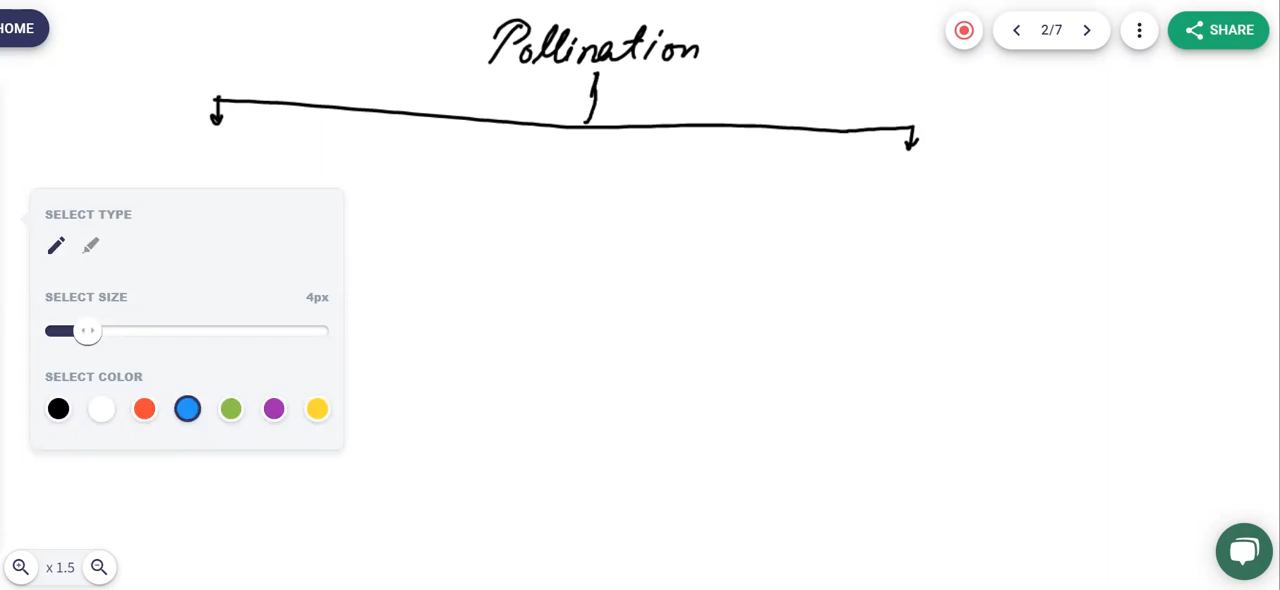 HOME
Pollination
2/7
SHARE
SELECT TYPE
SELECT SIZE 4px
SELECT COLOR
x 1.5